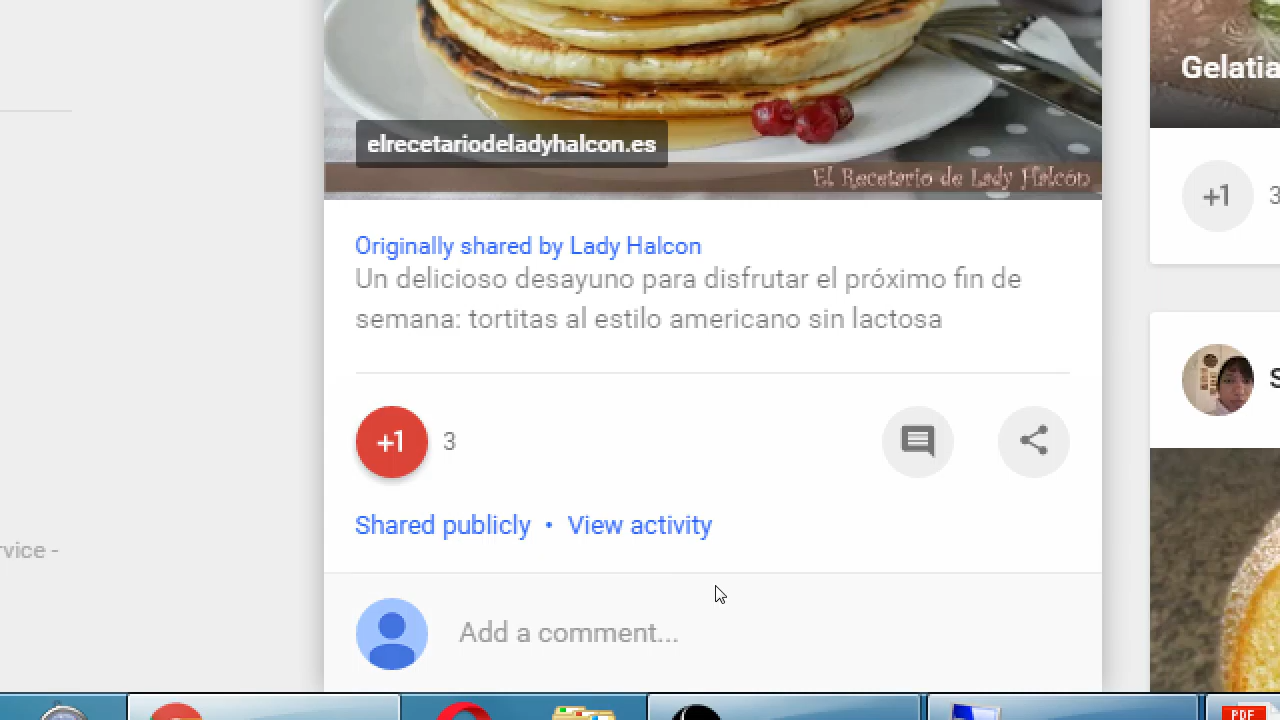 elrecetariodeladyhalcon.es
El Recetario de Lady Halcón
Originally shared by Lady Halcon
Un delicioso desayuno para disfrutar el próximo fin de
semana: tortitas al estilo americano sin lactosa
+1 3
Shared publicly • View activity
Add a comment...
Gelatia
+1 3
S
rvice -
PDF